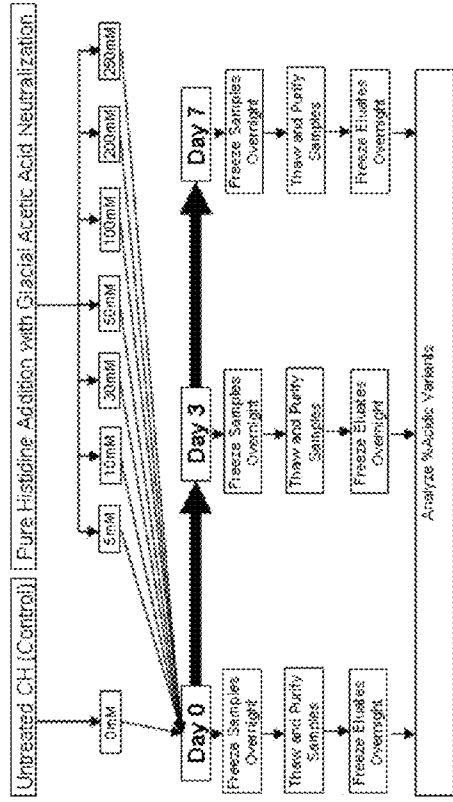 Untreated CH (Control)
Pure Histidine Addition with Glacial Acetic Acid Neutralization
0mM
5mM
10mM
30mM
50mM
100mM
200mM
250mM
Day 0
Day 3
Day 7
Freeze Samples
Overnight
Freeze Samples
Overnight
Freeze Samples
Overnight
Thaw and Purify
Samples
Thaw and Purify
Samples
Thaw and Purify
Samples
Freeze Eluates
Overnight
Freeze Eluates
Overnight
Freeze Eluates
Overnight
Analyze %Acidic Variants